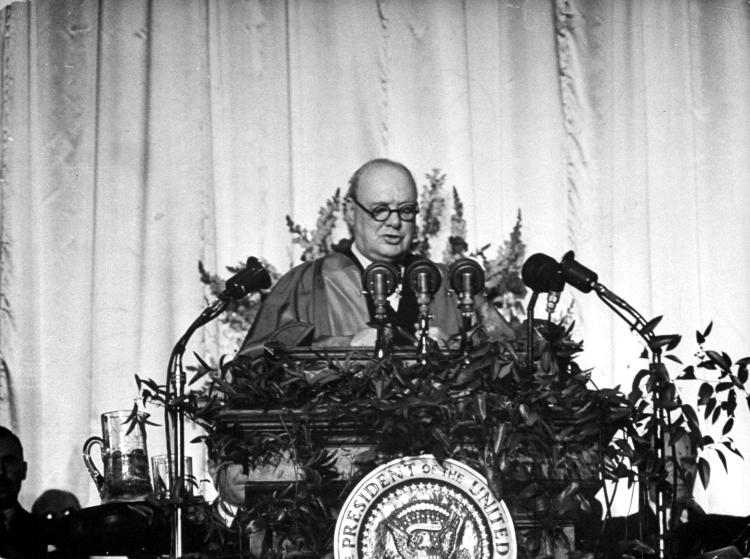 PRESIDENT OF THE UNITED